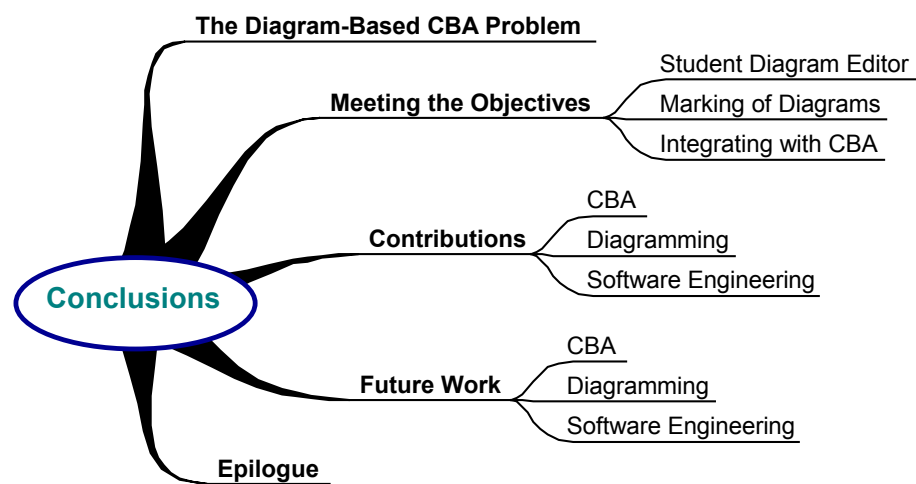 The Diagram-Based CBA Problem
Meeting the Objectives
Student Diagram Editor
Marking of Diagrams
Integrating with CBA
Contributions
CBA
Diagramming
Software Engineering
Conclusions
Future Work
CBA
Diagramming
Software Engineering
Epilogue